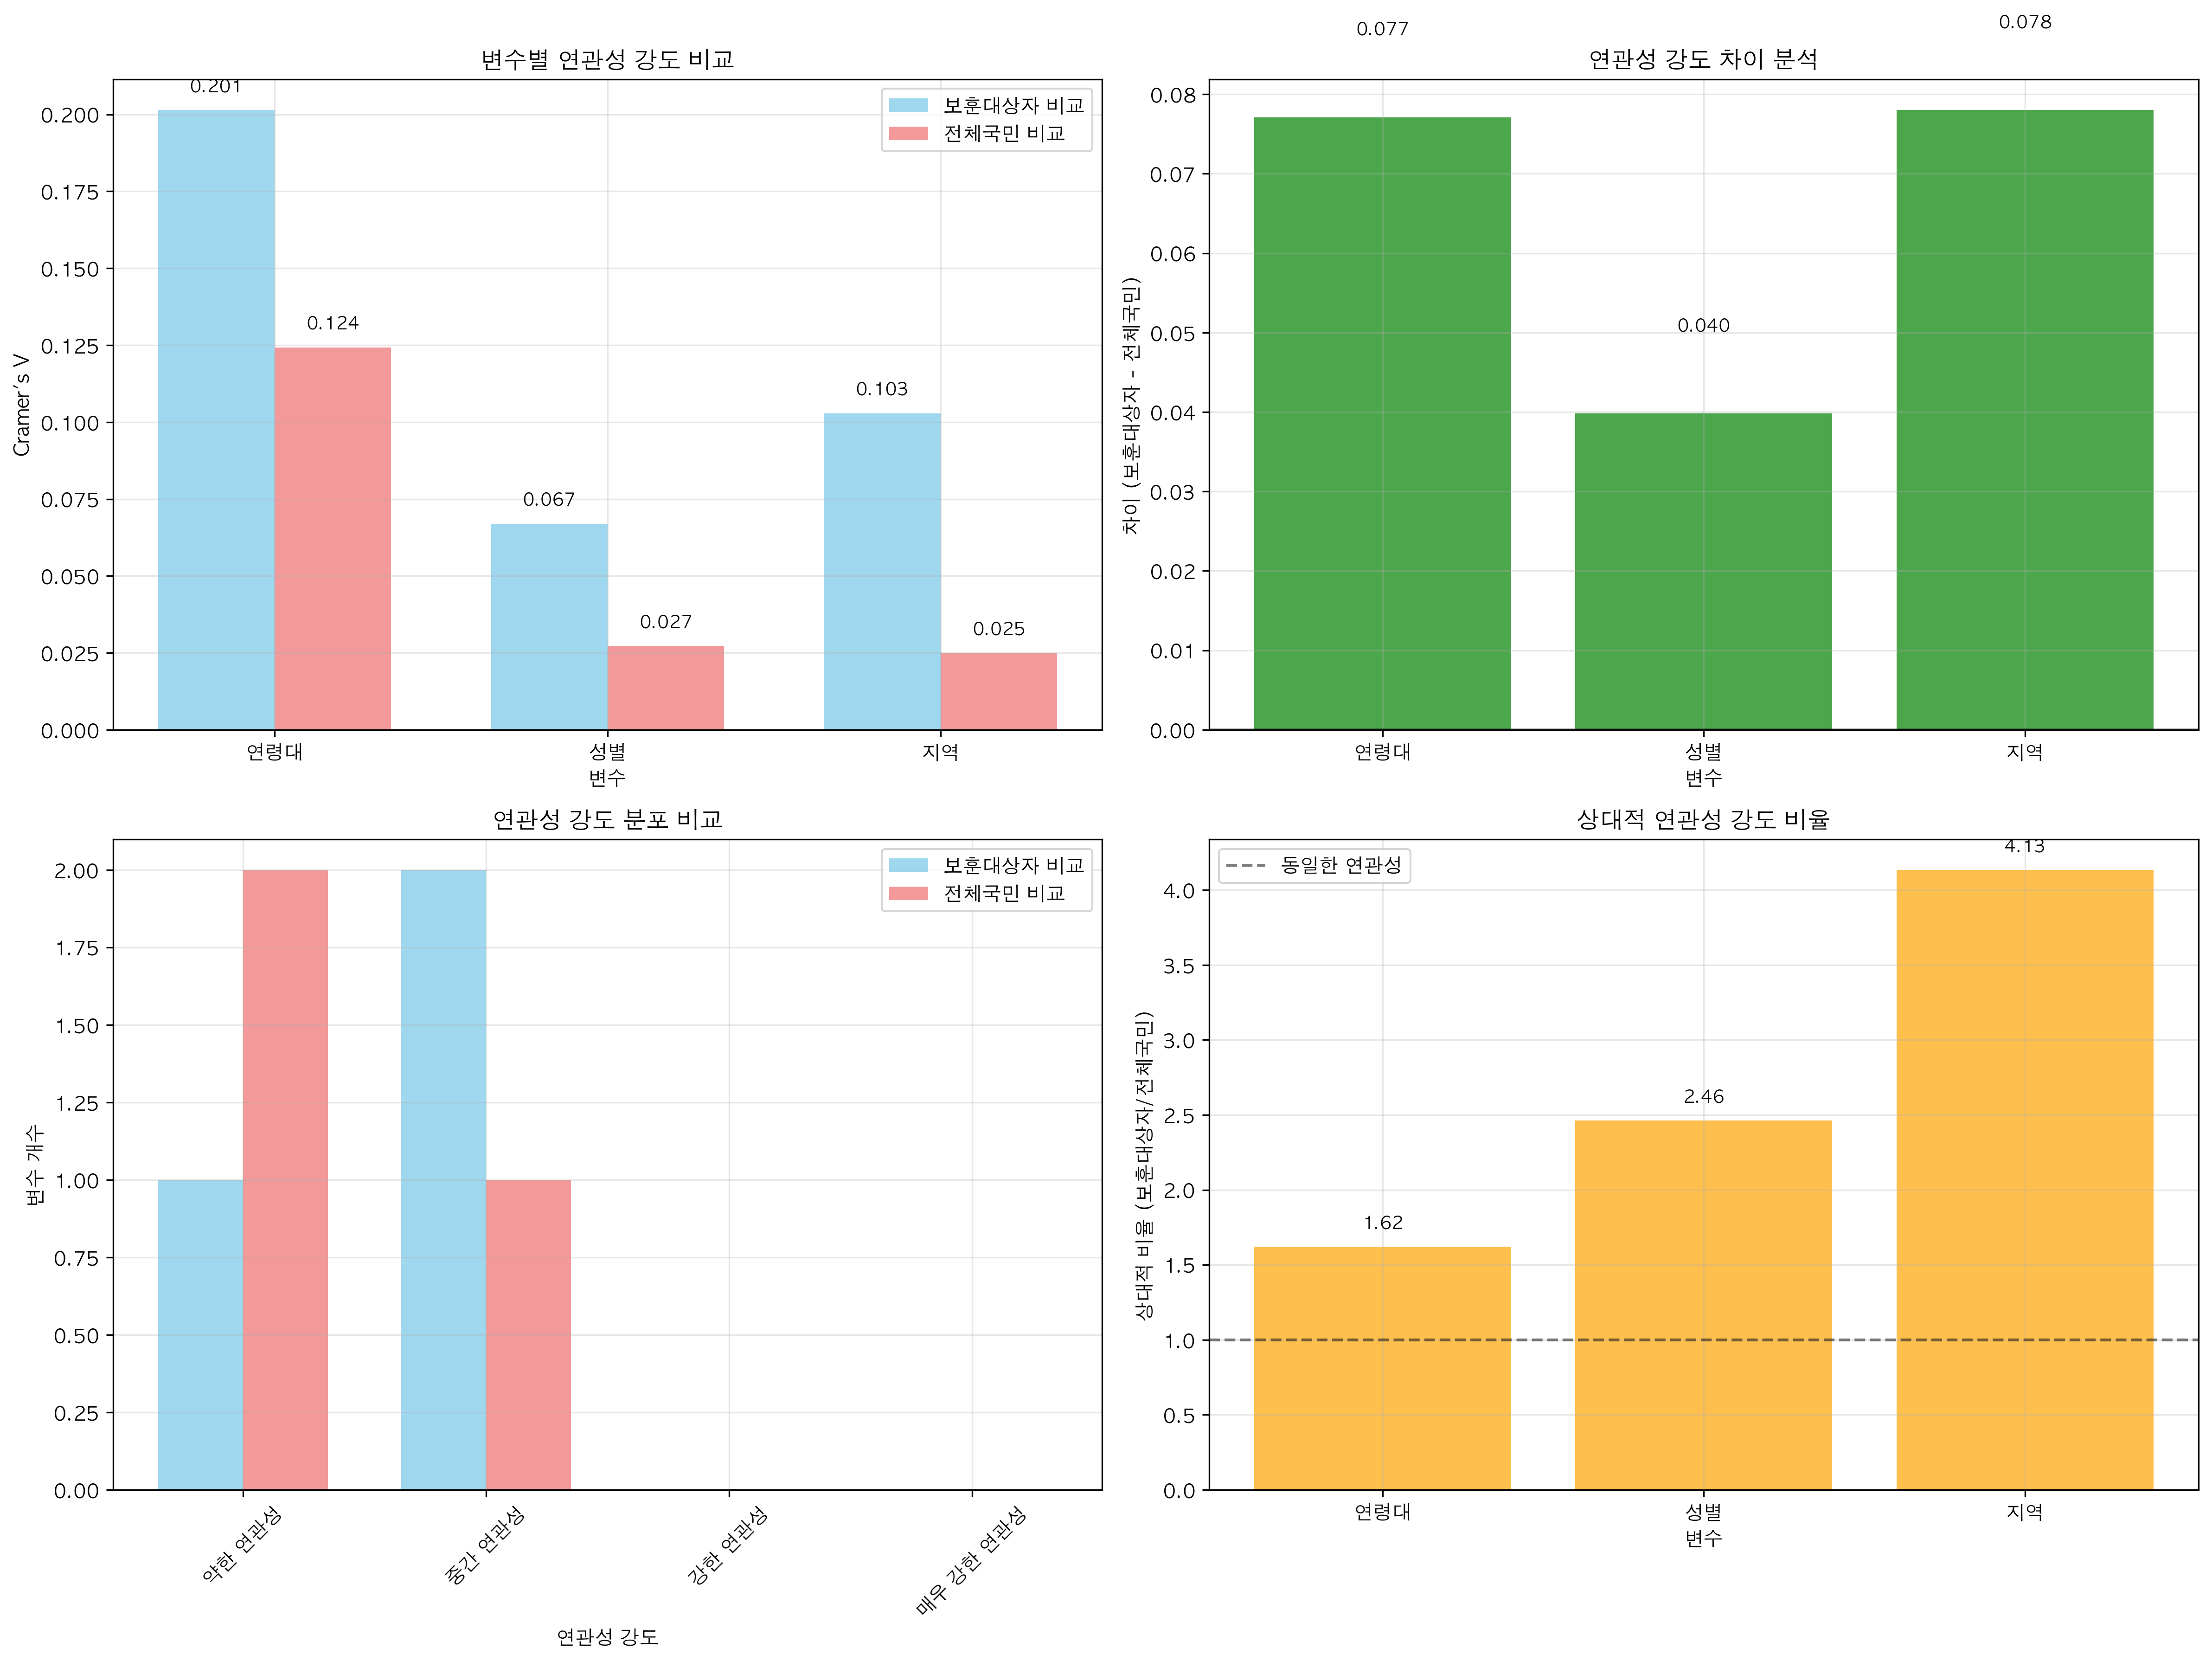 변수별 연관성 강도 비교
0.201
0.124
0.067
0.027
0.103
0.025
보훈대상자 비교
전체국민 비교
0.200
0.175
0.150
0.125
0.100
0.075
0.050
0.025
0.000
Cramer's V
연령대
성별
지역
변수
0.077
0.078
연관성 강도 차이 분석
0.040
0.08
0.07
0.06
0.05
0.04
0.03
0.02
0.01
0.00
차이 (보훈대상자 - 전체국민)
연령대
성별
지역
변수
연관성 강도 분포 비교
보훈대상자 비교
전체국민 비교
2.00
1.75
1.50
1.25
1.00
0.75
0.50
0.25
0.00
변수 개수
약한 연관성
중간 연관성
강한 연관성
매우 강한 연관성
연관성 강도
상대적 연관성 강도 비율
동일한 연관성
4.13
2.46
1.62
4.0
3.5
3.0
2.5
2.0
1.5
1.0
0.5
0.0
상대적 비율 (보훈대상자/전체국민)
연령대
성별
지역
변수